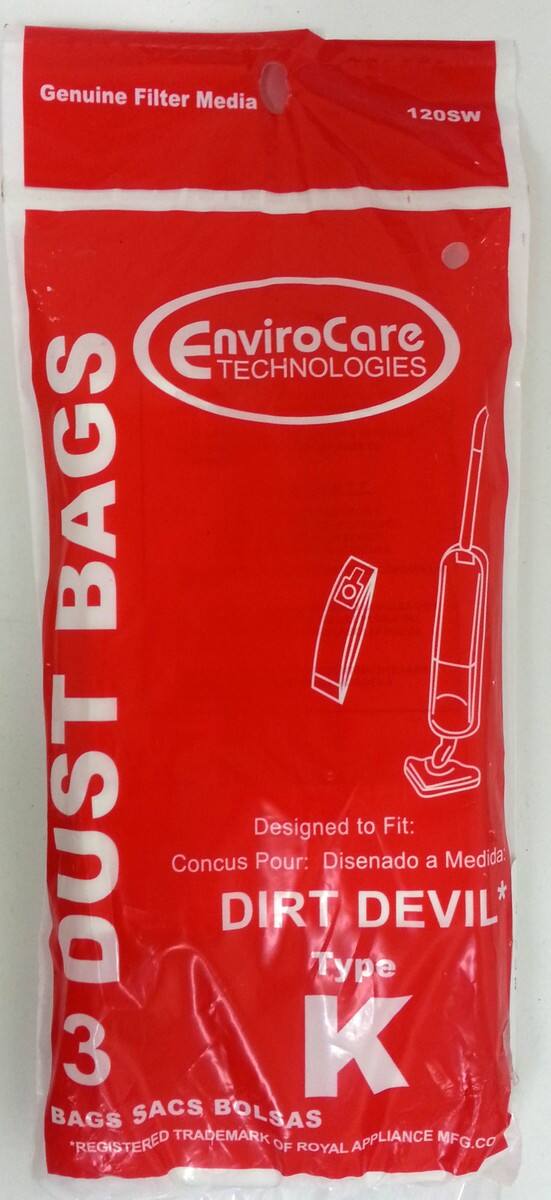 Genuine Filter Media
120SW
EnviroCare
TECHNOLOGIES
3 DUST BAGS
Designed to Fit:
Concus Pour: Disenado a Medida:
DIRT DEVIL*
Type
K
BAGS SACS BOLSAS
*REGISTERED TRADEMARK OF ROYAL APPLIANCE MFG.CO